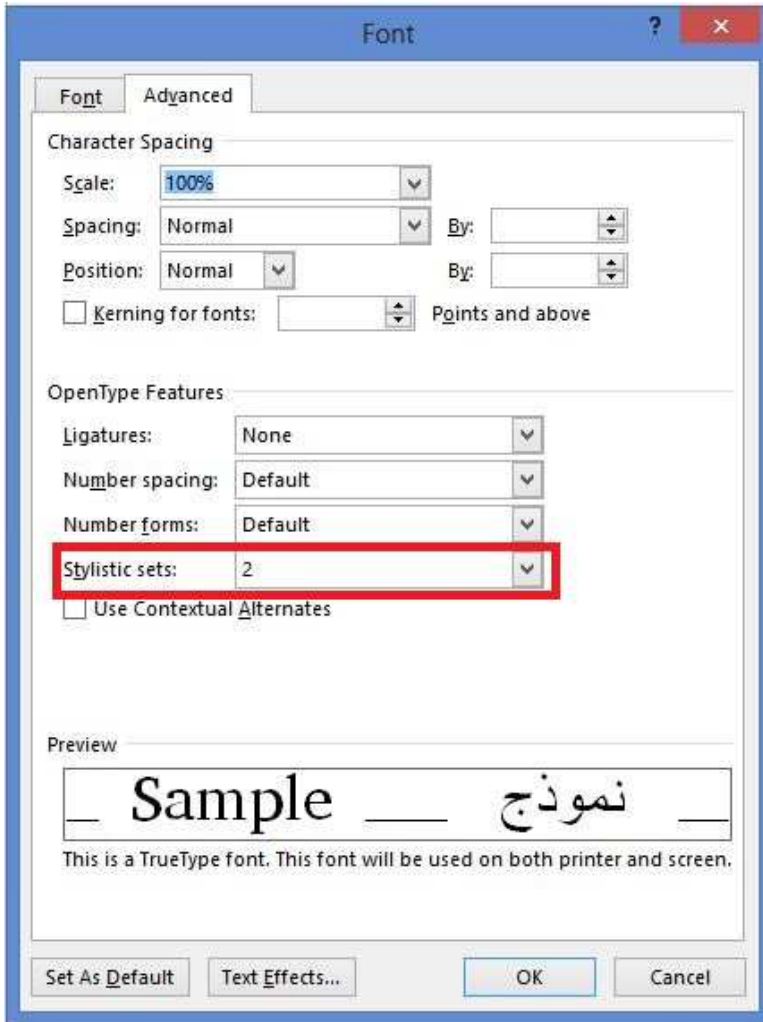 Font ?
Font Advanced
Character Spacing
Scale: 100%
Spacing: Normal By:
Position: Normal By:
Kerning for fonts: Points and above
OpenType Features
Ligatures: None
Number spacing: Default
Number forms: Default
Stylistic sets: 2
Use Contextual Alternates
Preview
Sample نموذج
This is a TrueType font. This font will be used on both printer and screen.
Set As Default Text Effects... OK Cancel